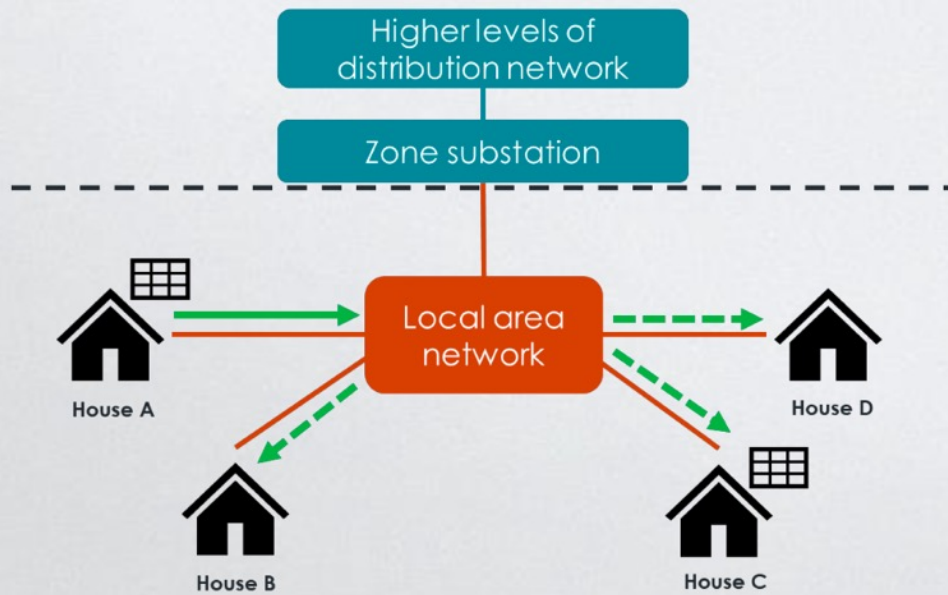 Higher levels of
distribution network
Zone substation
Local area
network
House A
House D
House B
House C